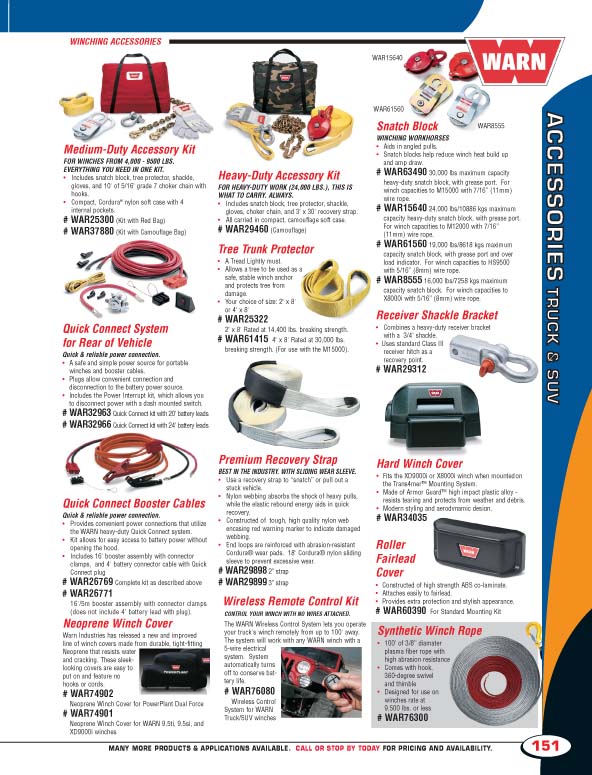 WINCHING ACCESSORIES
WARN
Medium-Duty Accessory Kit
FOR WINCHES FROM 4,000 - 9500 LBS.
EVERYTHING YOU NEED IN ONE KIT.
• Includes snatch block, tree protector, shackle,
gloves, and 10' of 5/16' grade 7 choker chain with
hooks.
• Compact, Cordura® nylon soft case with 4
internal pockets.
# WAR25300 (Kit with Red Bag)
# WAR37880 (Kit with Camouflage Bag)
Quick Connect System
for Rear of Vehicle
Quick & reliable power connection.
• A safe and simple power source for portable
winches and booster cables.
• Plugs allow convenient connection and
disconnection to the battery power source.
• Includes the Power Interrupt kit, which allows you
to disconnect power with a dash mounted switch.
# WAR32963 Quick Connect kit with 20' battery leads
# WAR32966 Quick Connect kit with 24' battery leads
Quick Connect Booster Cables
Quick & reliable power connection.
• Provides convenient power connections that utilize
the WARN heavy-duty Quick Connect system.
• Kit allows for easy access to battery power without
opening the hood.
• Includes 16' booster assembly with connector
clamps, and 4' battery connector cable with Quick
Connect plug
# WAR26769 Complete kit as described above
# WAR26771
16'/5m booster assembly with connector clamps
(does not include 4' battery lead with plug).
Neoprene Winch Cover
Warn Industries has released a new and improved
line of winch covers made from durable, tight-fitting
Neoprene that resists water
and cracking. These sleek-
looking covers are easy to
put on and feature no
hooks or cords.
# WAR74902
Neoprene Winch Cover for PowerPlant Dual Force
# WAR74901
Neoprene Winch Cover for WARN 9.5ti, 9.5si, and
XD9000i winches
POWERPLANT
Heavy-Duty Accessory Kit
FOR HEAVY-DUTY WORK (24,000 LBS.), THIS IS
WHAT TO CARRY. ALWAYS.
• Includes snatch block, tree protector, shackle,
gloves, choker chain, and 3' x 30' recovery strap.
• All carried in compact, camouflage soft case.
# WAR29460 (Camouflage)
Tree Trunk Protector
• A Tread Lightly must.
• Allows a tree to be used as a
safe, stable winch anchor
and protects tree from
damage.
• Your choice of size: 2' x 8'
or 4' x 8'
# WAR25322
2' x 8' Rated at 14,400 lbs. breaking strength.
# WAR61415 4' x 8' Rated at 30,000 lbs.
breaking strength. (For use with the M15000).
Premium Recovery Strap
BEST IN THE INDUSTRY. WITH SLIDING WEAR SLEEVE.
• Use a recovery strap to "snatch" or pull out a
stuck vehicle.
• Nylon webbing absorbs the shock of heavy pulls,
while the elastic rebound energy aids in quick
recovery.
• Constructed of tough, high quality nylon web
encasing red warning marker to indicate damaged
webbing.
• End loops are reinforced with abrasion-resistant
Cordura® wear pads. 18' Cordura® nylon sliding
sleeve to prevent excessive wear.
# WAR29898 2" strap
# WAR29899 3" strap
Wireless Remote Control Kit
CONTROL YOUR WINCH WITH NO WIRES ATTACHED.
The WARN Wireless Control System lets you operate
your truck's winch remotely from up to 100' away.
The system will work with any WARN winch with a
5-wire electrical
system. System
automatically turns
off to conserve bat-
tery life.
# WAR76080
Wireless Control
System for WARN
Truck/SUV winches
WAR15640
WAR61560
WAR8555
Snatch Block
WINCHING WORKHORSES
• Aids in angled pulls.
• Snatch blocks help reduce winch heat build up
and amp draw.
# WAR63490 30,000 lbs maximum capacity
heavy-duty snatch block, with grease port. For
winch capacities to M15000 with 7/16"
(11mm) wire rope.
# WAR15640 24,000 lbs/10886 kgs maximum
capacity heavy-duty snatch block, with grease port.
For winch capacities to M12000 with 7/16"
(11mm) wire rope.
# WAR61560 19,000 lbs/8618 kgs maximum
capacity snatch block, with grease port and over
load indicator. For winch capacities to HS9500
with 5/16" (8mm) wire rope.
# WAR8555 16,000 lbs/7258 kgs maximum
capacity snatch block. For winch capacities to
X8000i with 5/16" (8mm) wire rope.
Receiver Shackle Bracket
• Combines a heavy-duty receiver bracket
with a 3/4' shackle.
• Uses standard Class III
receiver hitch as a
recovery point.
# WAR29312
WARN
Hard Winch Cover
• Fits the XD9000i or X8000i winch when mounted on
the Trans4mer™ Mounting System.
• Made of Armor Guard™ high impact plastic alloy -
resists tearing and protects from weather and debris.
• Modern styling and aerodynamic design.
# WAR34035
Roller
Fairlead
Cover
WARN
• Constructed of high strength ABS co-laminate.
• Attaches easily to fairlead.
• Provides extra protection and stylish appearance.
# WAR60390 For Standard Mounting Kit
Synthetic Winch Rope
• 100' of 3/8" diameter
plasma fiber rope with
high abrasion resistance
• Comes with hook,
360-degree swivel
and thimble
• Designed for use on
winches rate at
9,500 lbs. or less
# WAR76300
ACCESSORIES TRUCK & SUV
MANY MORE PRODUCTS & APPLICATIONS AVAILABLE. CALL OR STOP BY TODAY FOR PRICING AND AVAILABILITY.
151